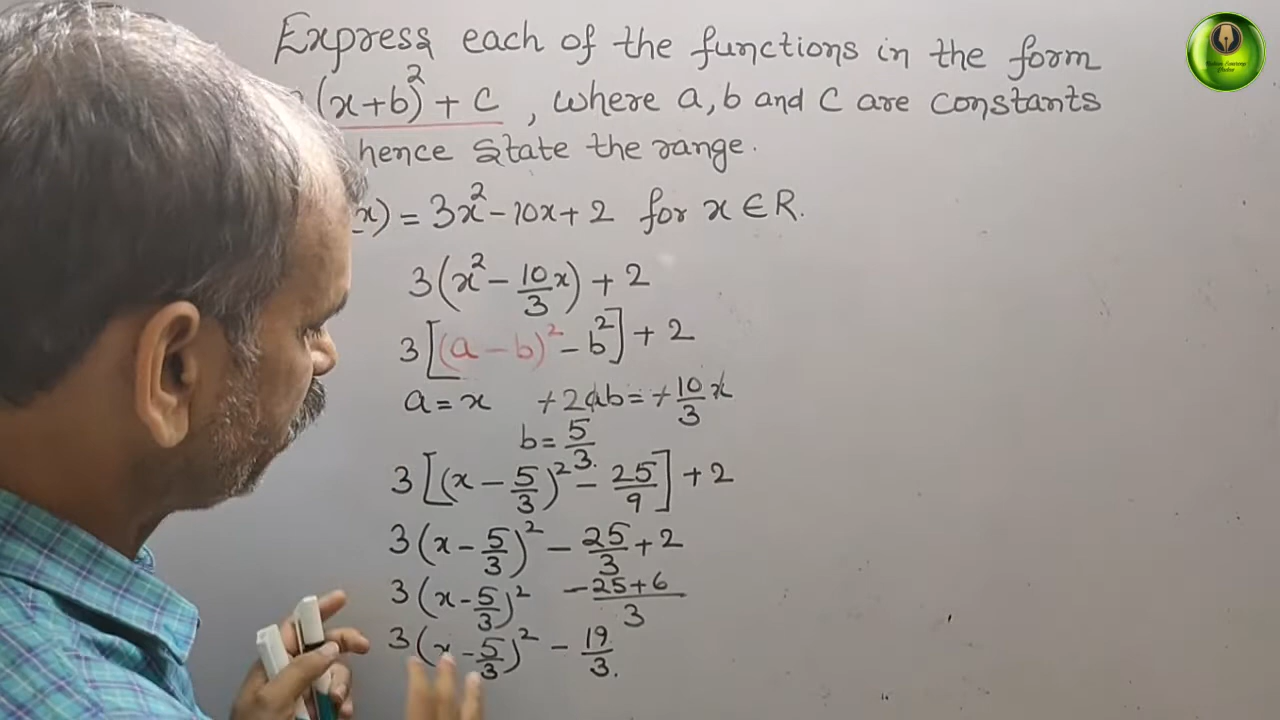 Express each of the functions in the form
(x+b)² + c , where a, b and c are constants
hence state the range.
x) = 3x² - 10x + 2 for x ∈ R.
3(x² - 10/3 x) + 2
3[(a - b)² - b²] + 2
a = x +2ab = +10/3 x
b = 5/3.
3[(x - 5/3)² - 25/9] + 2
3(x - 5/3)² - 25/3 + 2
3(x - 5/3)² -25+6/3
3(x - 5/3)² - 19/3.